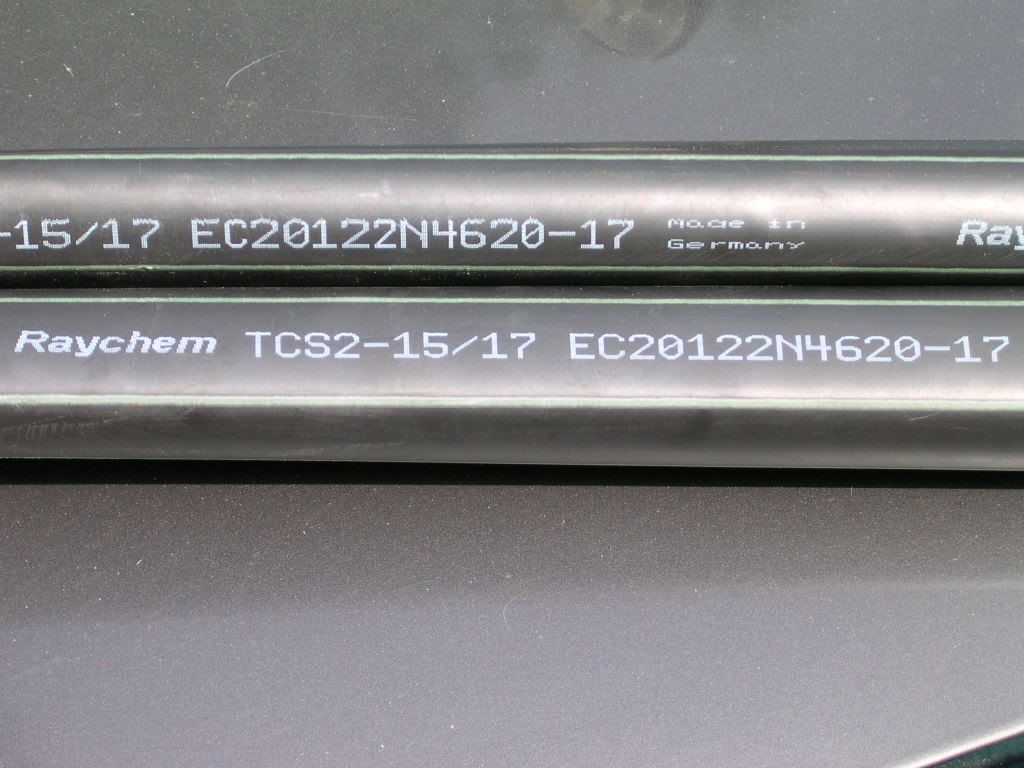 -15/17 EC20122N4620-17 Made in
Germany Ray
Raychem TCS2-15/17 EC20122N4620-17